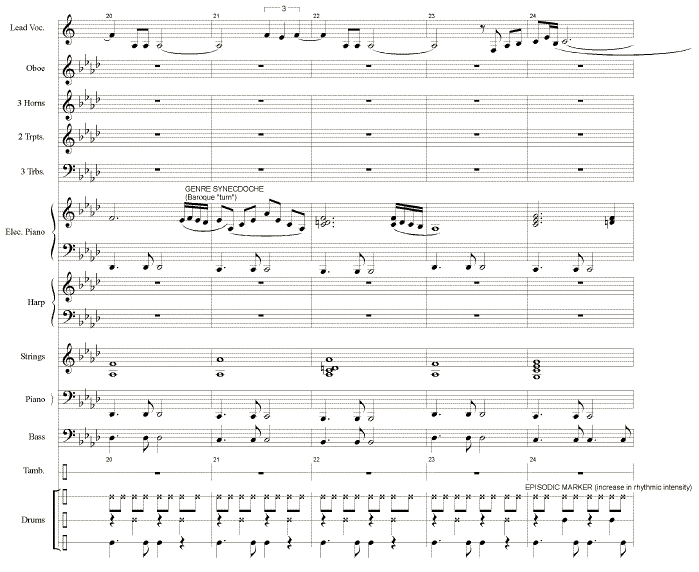 3
20 21 22 23 24
Lead Voc.
Oboe
3 Horns
2 Trpts.
3 Trbs.
GENRE SYNECDOCHE
(Baroque "turn")
Elec. Piano
Harp
Strings
Piano
Bass
20 21 22 23 24
Tamb.
EPISODIC MARKER (increase in rhythmic intensity)
Drums